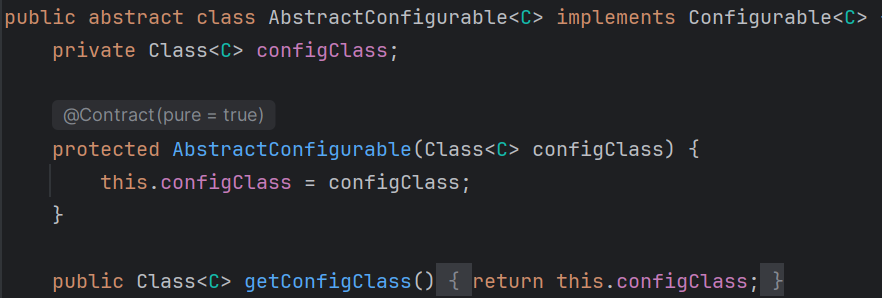 public abstract class AbstractConfigurable<C> implements Configurable<C> {
private Class<C> configClass;
@Contract(pure = true)
protected AbstractConfigurable(Class<C> configClass) {
this.configClass = configClass;
}
public Class<C> getConfigClass() { return this.configClass; }